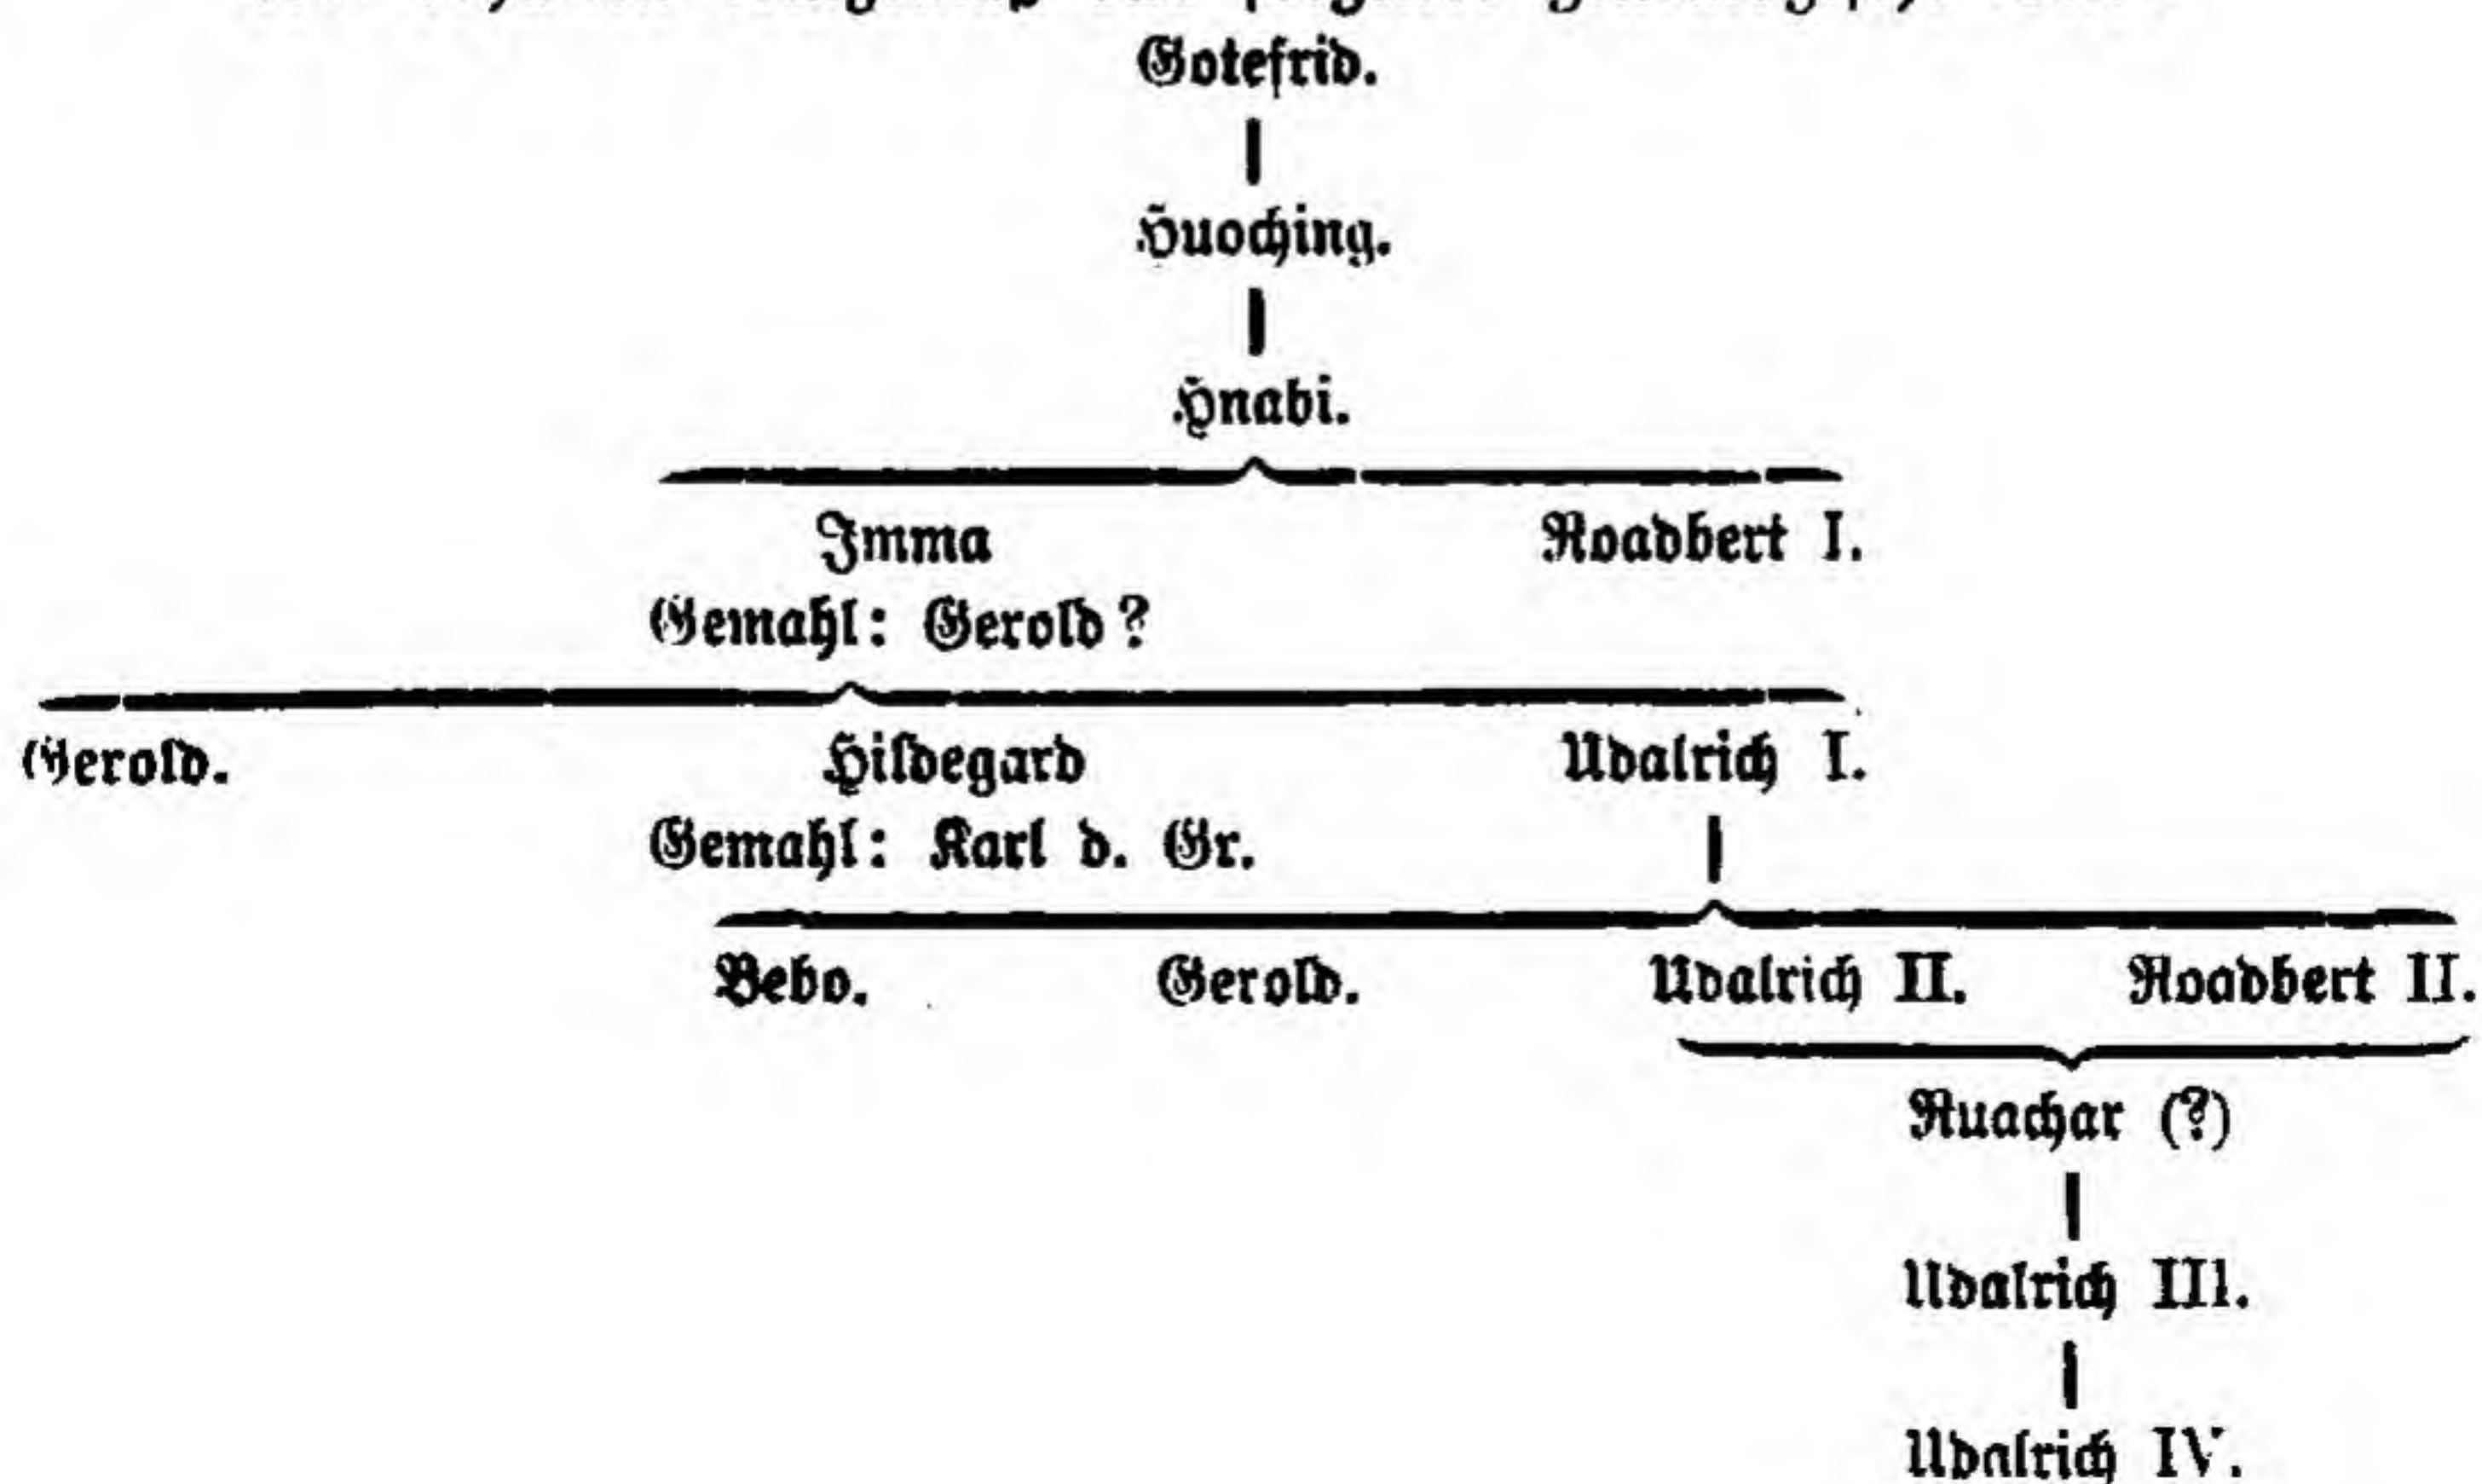 Gotefrid.
Huoching.
Hnabi.
Imma Roadbert I.
Gemahl: Gerold?
Gerold. Hildegard Udalrich I.
Gemahl: Karl d. Gr.
Bebo. Gerold. Udalrich II. Roadbert II.
Ruachar (?)
Udalrich III.
Udalrich IV.